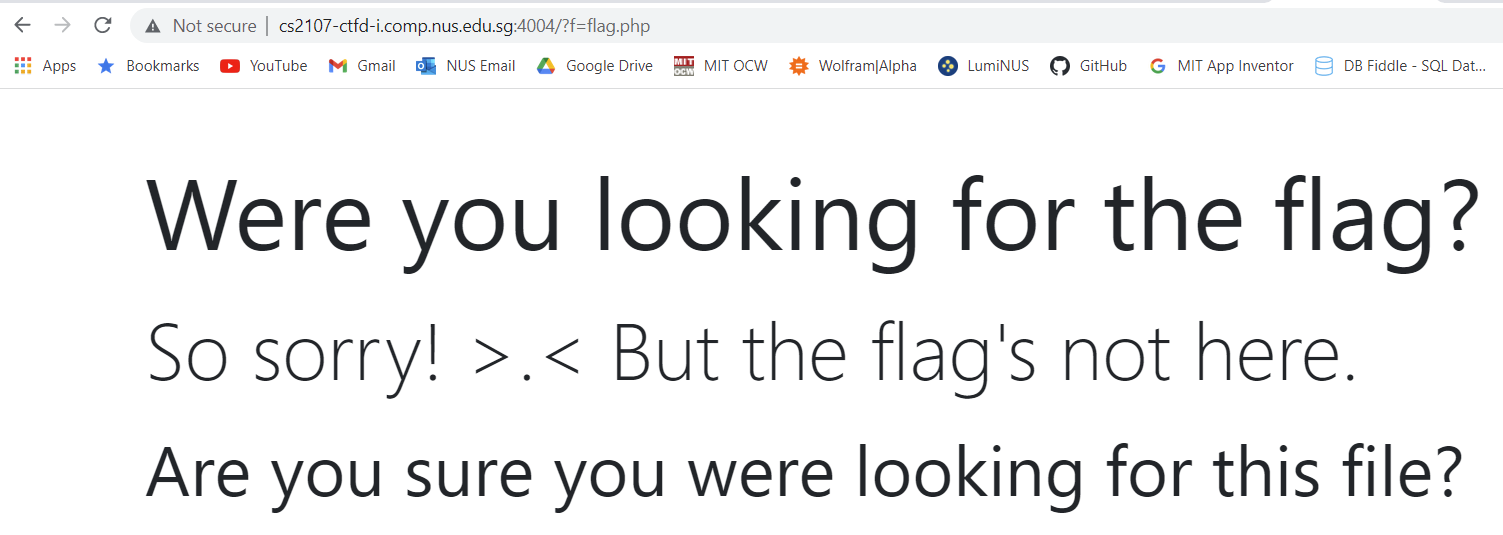 Not secure | cs2107-ctfd-i.comp.nus.edu.sg:4004/?f=flag.php
Apps Bookmarks YouTube Gmail NUS Email Google Drive MIT OCW MIT OCW Wolfram|Alpha LumiNUS GitHub MIT App Inventor DB Fiddle - SQL Dat...
Were you looking for the flag?
So sorry! >.< But the flag's not here.
Are you sure you were looking for this file?